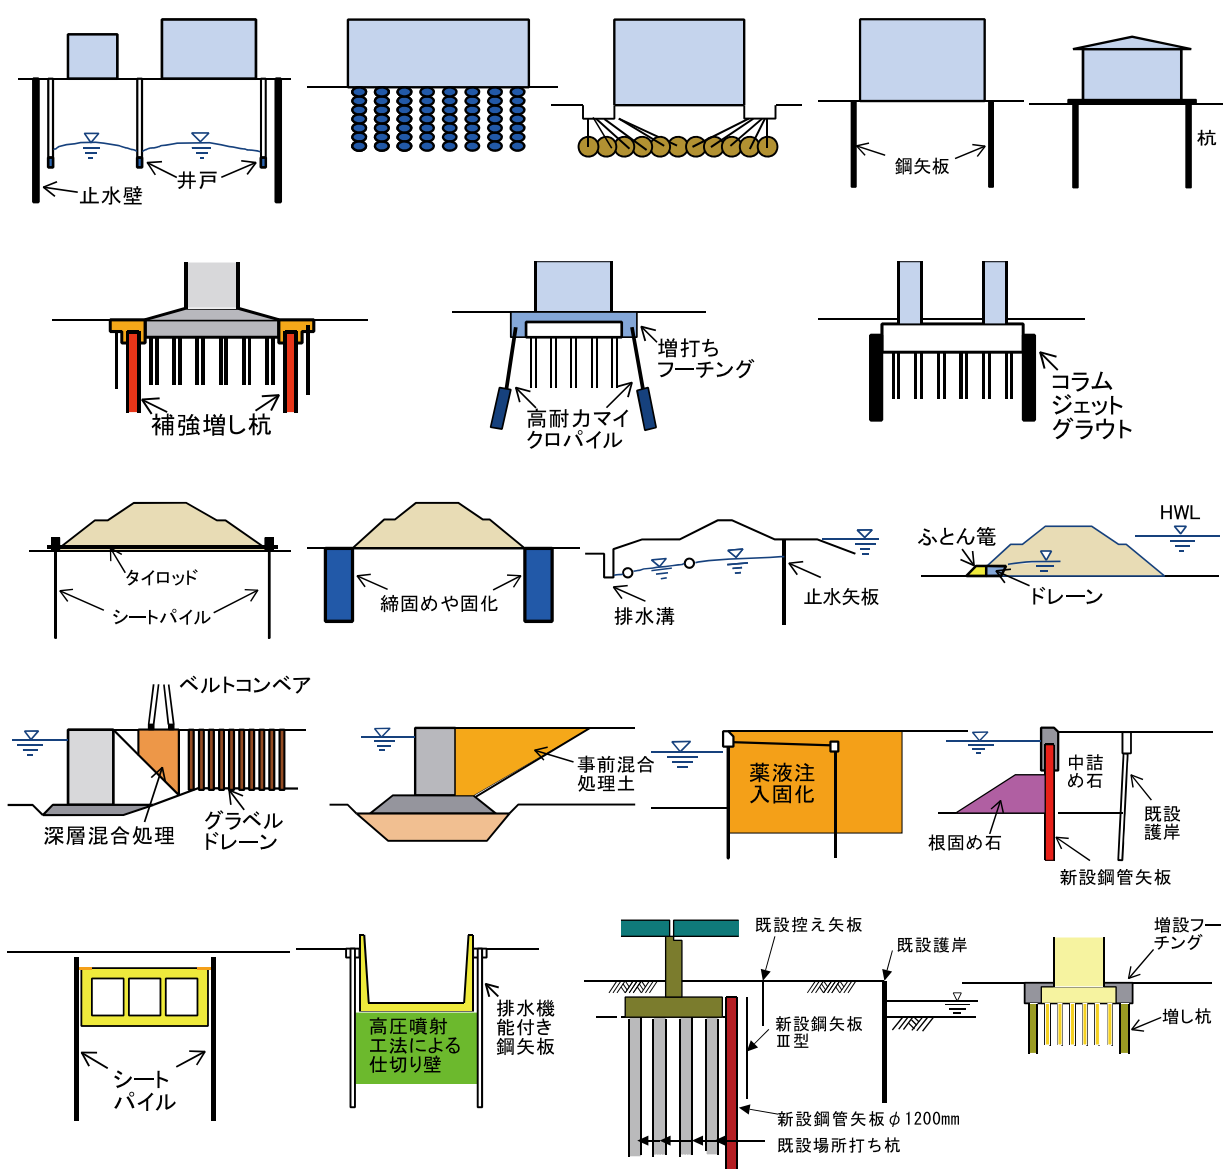 止水壁
井戸
鋼矢板
杭
補強増し杭
増打ち
フーチング
高耐力マイ
クロパイル
コラム
ジェット
グラウト
タイロッド
シートパイル
締固めや固化
排水溝
止水矢板
HWL
ふとん篭
ドレーン
ベルトコンベア
深層混合処理
グラベル
ドレーン
事前混合
処理土
薬液注
入固化
中詰
め石
根固め石
既設
護岸
新設鋼管矢板
シート
パイル
排水機
能付き
鋼矢板
高圧噴射
工法による
仕切り壁
既設控え矢板
既設護岸
新設鋼矢板
Ⅲ型
新設鋼管矢板φ1200mm
既設場所打ち杭
増設フー
チング
増し杭